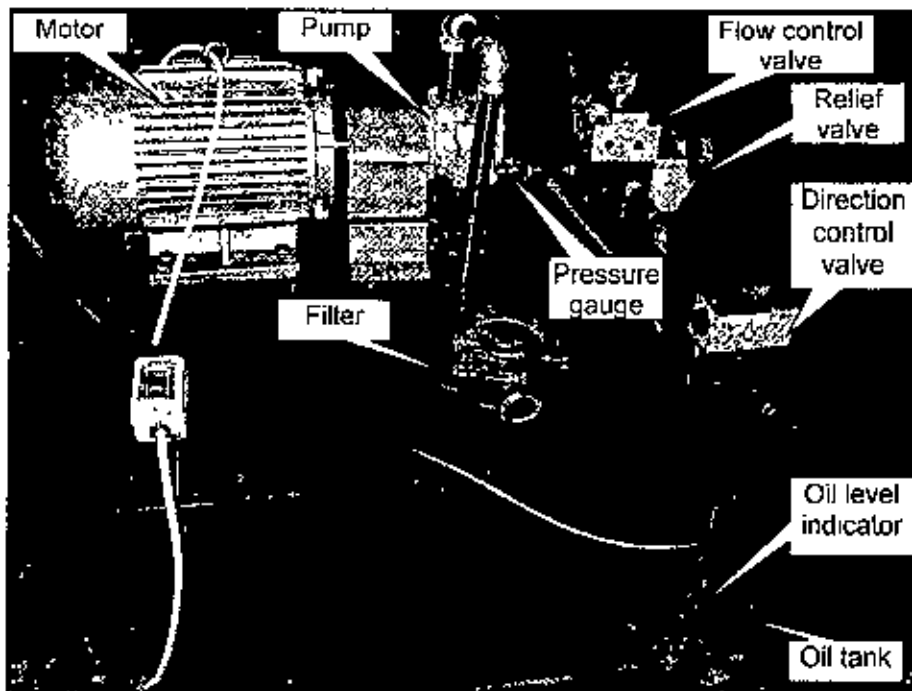 Motor
Pump
Flow control
valve
Relief
valve
Direction
control
valve
Pressure
gauge
Filter
Oil level
indicator
Oil tank